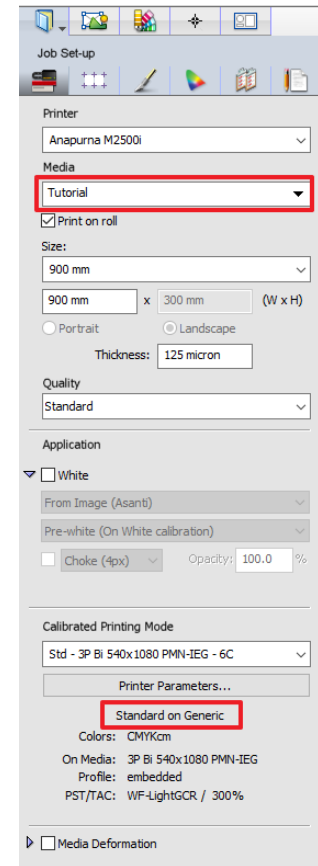 Job Set-up
Printer
Anapurna M2500i
Media
Tutorial
Print on roll
Size:
900 mm
900 mm x 300 mm (W x H)
Portrait Landscape
Thickness: 125 micron
Quality
Standard
Application
White
From Image (Asanti)
Pre-white (On White calibration)
Choke (4px) Opacity: 100.0 %
Calibrated Printing Mode
Std - 3P Bi 540x1080 PMN-IEG - 6C
Printer Parameters...
Standard on Generic
Colors: CMYKcm
On Media: 3P Bi 540x1080 PMN-IEG
Profile: embedded
PST/TAC: WF-LightGCR / 300%
Media Deformation